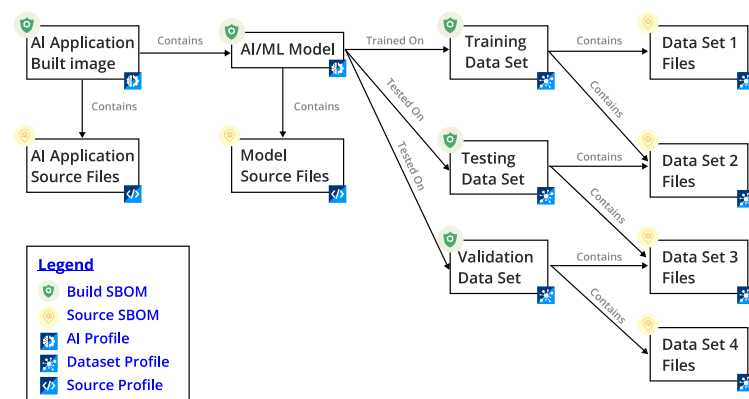 AI Application
Built image
Contains
AI/ML Model
Trained On
Training
Data Set
Contains
Data Set 1
Files
Contains
Contains
Tested On
Contains
AI Application
Source Files
Model
Source Files
Tested On
Testing
Data Set
Contains
Data Set 2
Files
Contains
Validation
Data Set
Contains
Data Set 3
Files
Contains
Data Set 4
Files
Legend
Build SBOM
Source SBOM
AI Profile
Dataset Profile
Source Profile